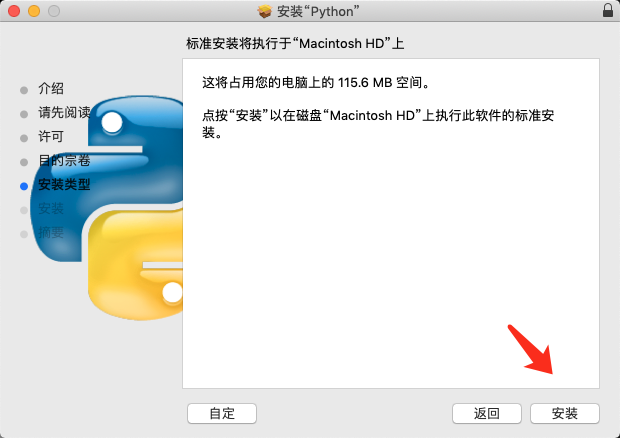 安装“Python”
标准安装将执行于“Macintosh HD”上
介绍
请先阅读
许可
目的宗卷
安装类型
安装
摘要
这将占用您的电脑上的 115.6 MB 空间。
点按“安装”以在磁盘“Macintosh HD”上执行此软件的标准安
装。
自定
返回
安装